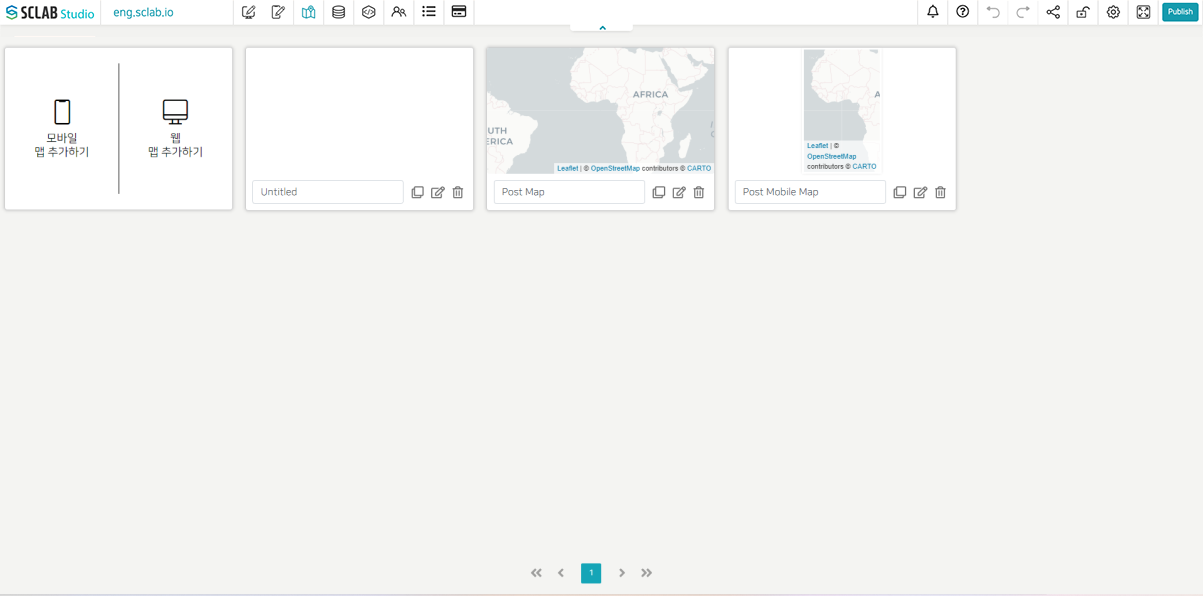 SCLAB Studio
eng.sclab.io
Publish
모바일
맵 추가하기
웹
맵 추가하기
Untitled
AFRICA
UTH
ERICA
Leaflet | © OpenStreetMap contributors © CARTO
Post Map
A
Leaflet | ©
OpenStreetMap
contributors © CARTO
Post Mobile Map
1